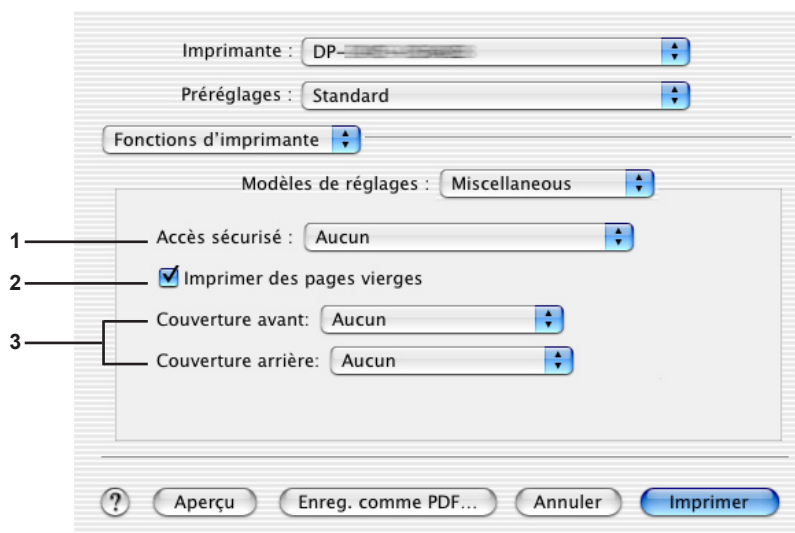 Imprimante : DP-
Préréglages : Standard
Fonctions d'imprimante
Modèles de réglages : Miscellaneous
1 Accès sécurisé : Aucun
2 Imprimer des pages vierges
3
Couverture avant: Aucun
Couverture arrière: Aucun
? Aperçu Enreg. comme PDF... Annuler Imprimer